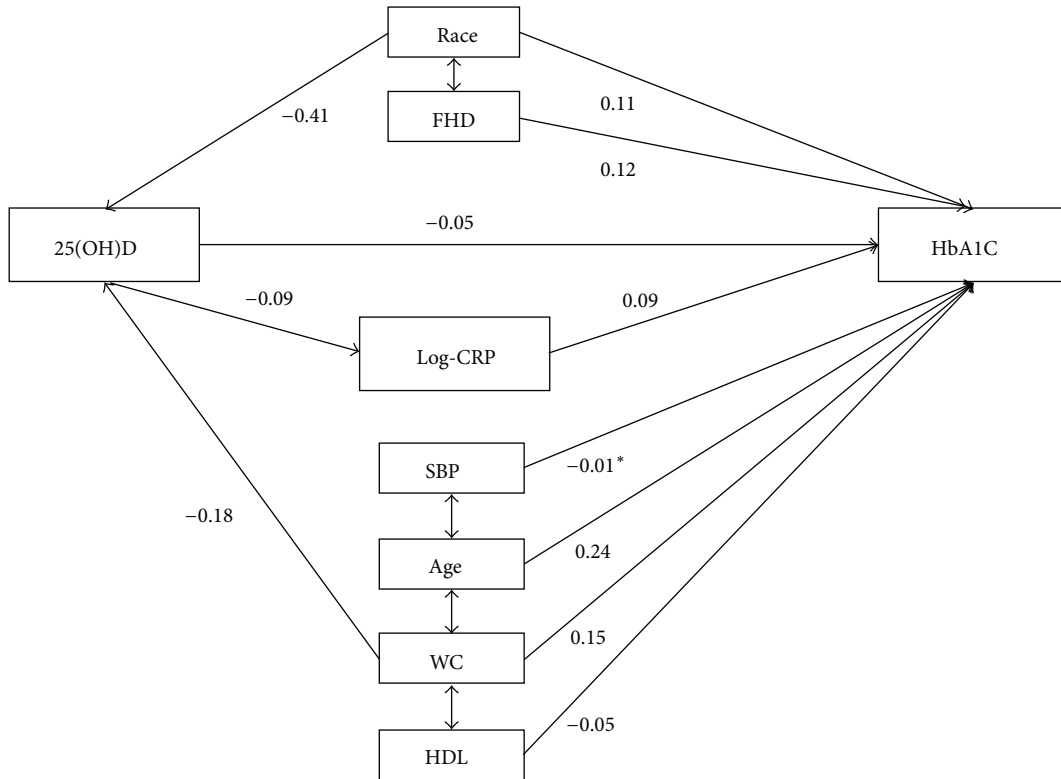 Race
0.11
−0.41
FHD
0.12
−0.05
25(OH)D
HbA1C
−0.09
0.09
Log-CRP
SBP
−0.01*
−0.18
Age
0.24
WC
0.15
HDL
−0.05